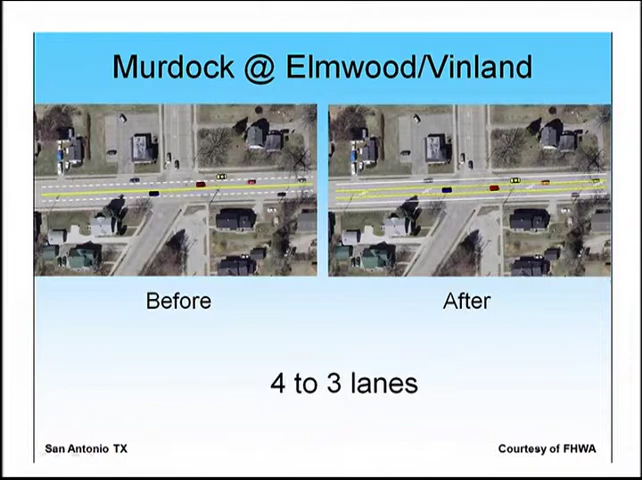 Murdock @ Elmwood/Vinland
Before
After
4 to 3 lanes
San Antonio TX
Courtesy of FHWA